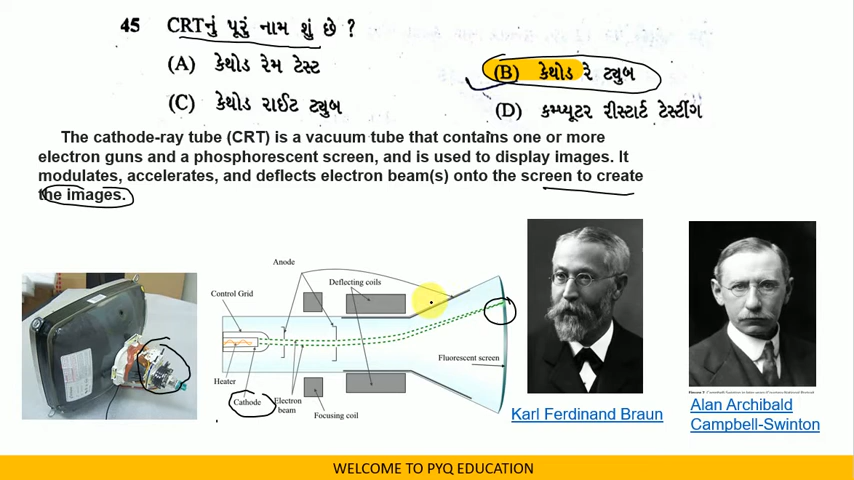 45 CRTનું પૂરું નામ શું છે ?
(A) કેથોડ રેમ ટેસ્ટ
(B) કેથોડ રે ટ્યુબ
(C) કેથોડ રાઈટ ટ્યુબ
(D) કમ્પ્યૂટર રીસ્ટાર્ટ ટેસ્ટીંગ
The cathode-ray tube (CRT) is a vacuum tube that contains one or more
electron guns and a phosphorescent screen, and is used to display images. It
modulates, accelerates, and deflects electron beam(s) onto the screen to create
the images.
Anode
Deflecting coils
Control Grid
Fluorescent screen
Heater
Cathode
Electron
beam
Focusing coil
Karl Ferdinand Braun
Alan Archibald
Campbell-Swinton
WELCOME TO PYQ EDUCATION